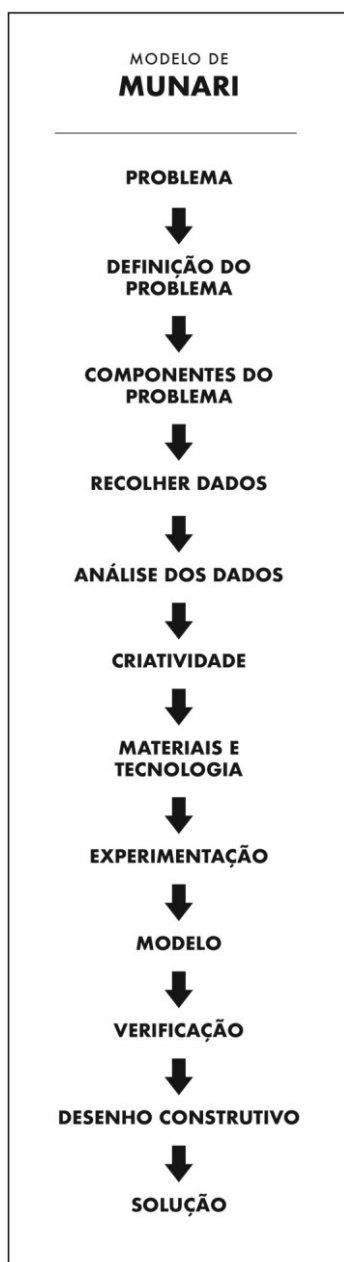 MODELO DE
MUNARI
PROBLEMA
DEFINIÇÃO DO
PROBLEMA
COMPONENTES DO
PROBLEMA
RECOLHER DADOS
ANÁLISE DOS DADOS
CRIATIVIDADE
MATERIAIS E
TECNOLOGIA
EXPERIMENTAÇÃO
MODELO
VERIFICAÇÃO
DESENHO CONSTRUTIVO
SOLUÇÃO